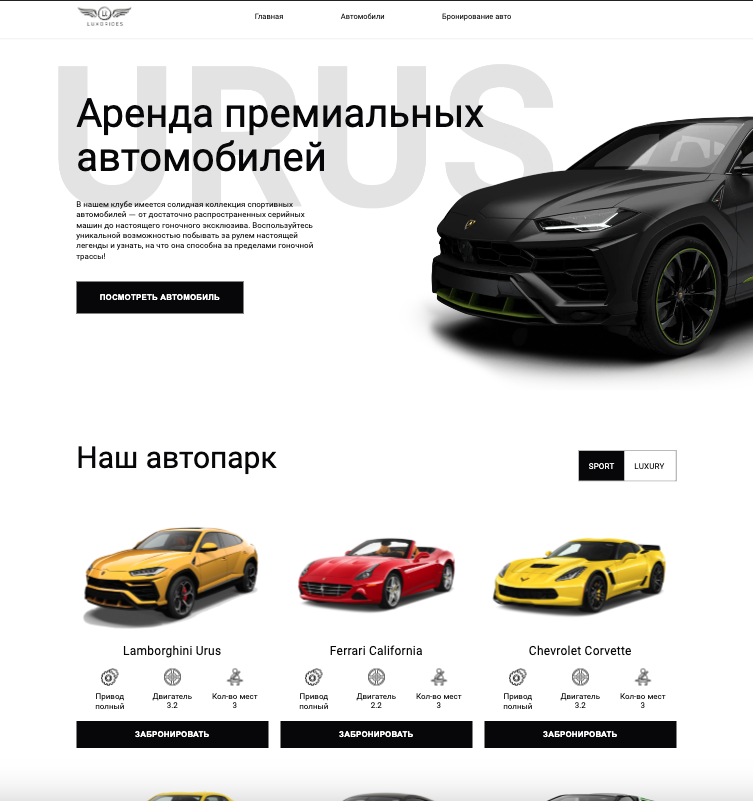 LUXORIDES
Главная
Автомобили
Бронирование авто
URUS
Аренда премиальных
автомобилей
В нашем клубе имеется солидная коллекция спортивных
автомобилей — от достаточно распространенных серийных
машин до настоящего гоночного эксклюзива. Воспользуйтесь
уникальной возможностью побывать за рулем настоящей
легенды и узнать, на что она способна за пределами гоночной
трассы!
ПОСМОТРЕТЬ АВТОМОБИЛЬ
Наш автопарк
SPORT
LUXURY
Lamborghini Urus
Привод
полный
Двигатель
3.2
Кол-во мест
3
ЗАБРОНИРОВАТЬ
Ferrari California
Привод
полный
Двигатель
2.2
Кол-во мест
3
ЗАБРОНИРОВАТЬ
Chevrolet Corvette
Привод
полный
Двигатель
3.2
Кол-во мест
3
ЗАБРОНИРОВАТЬ